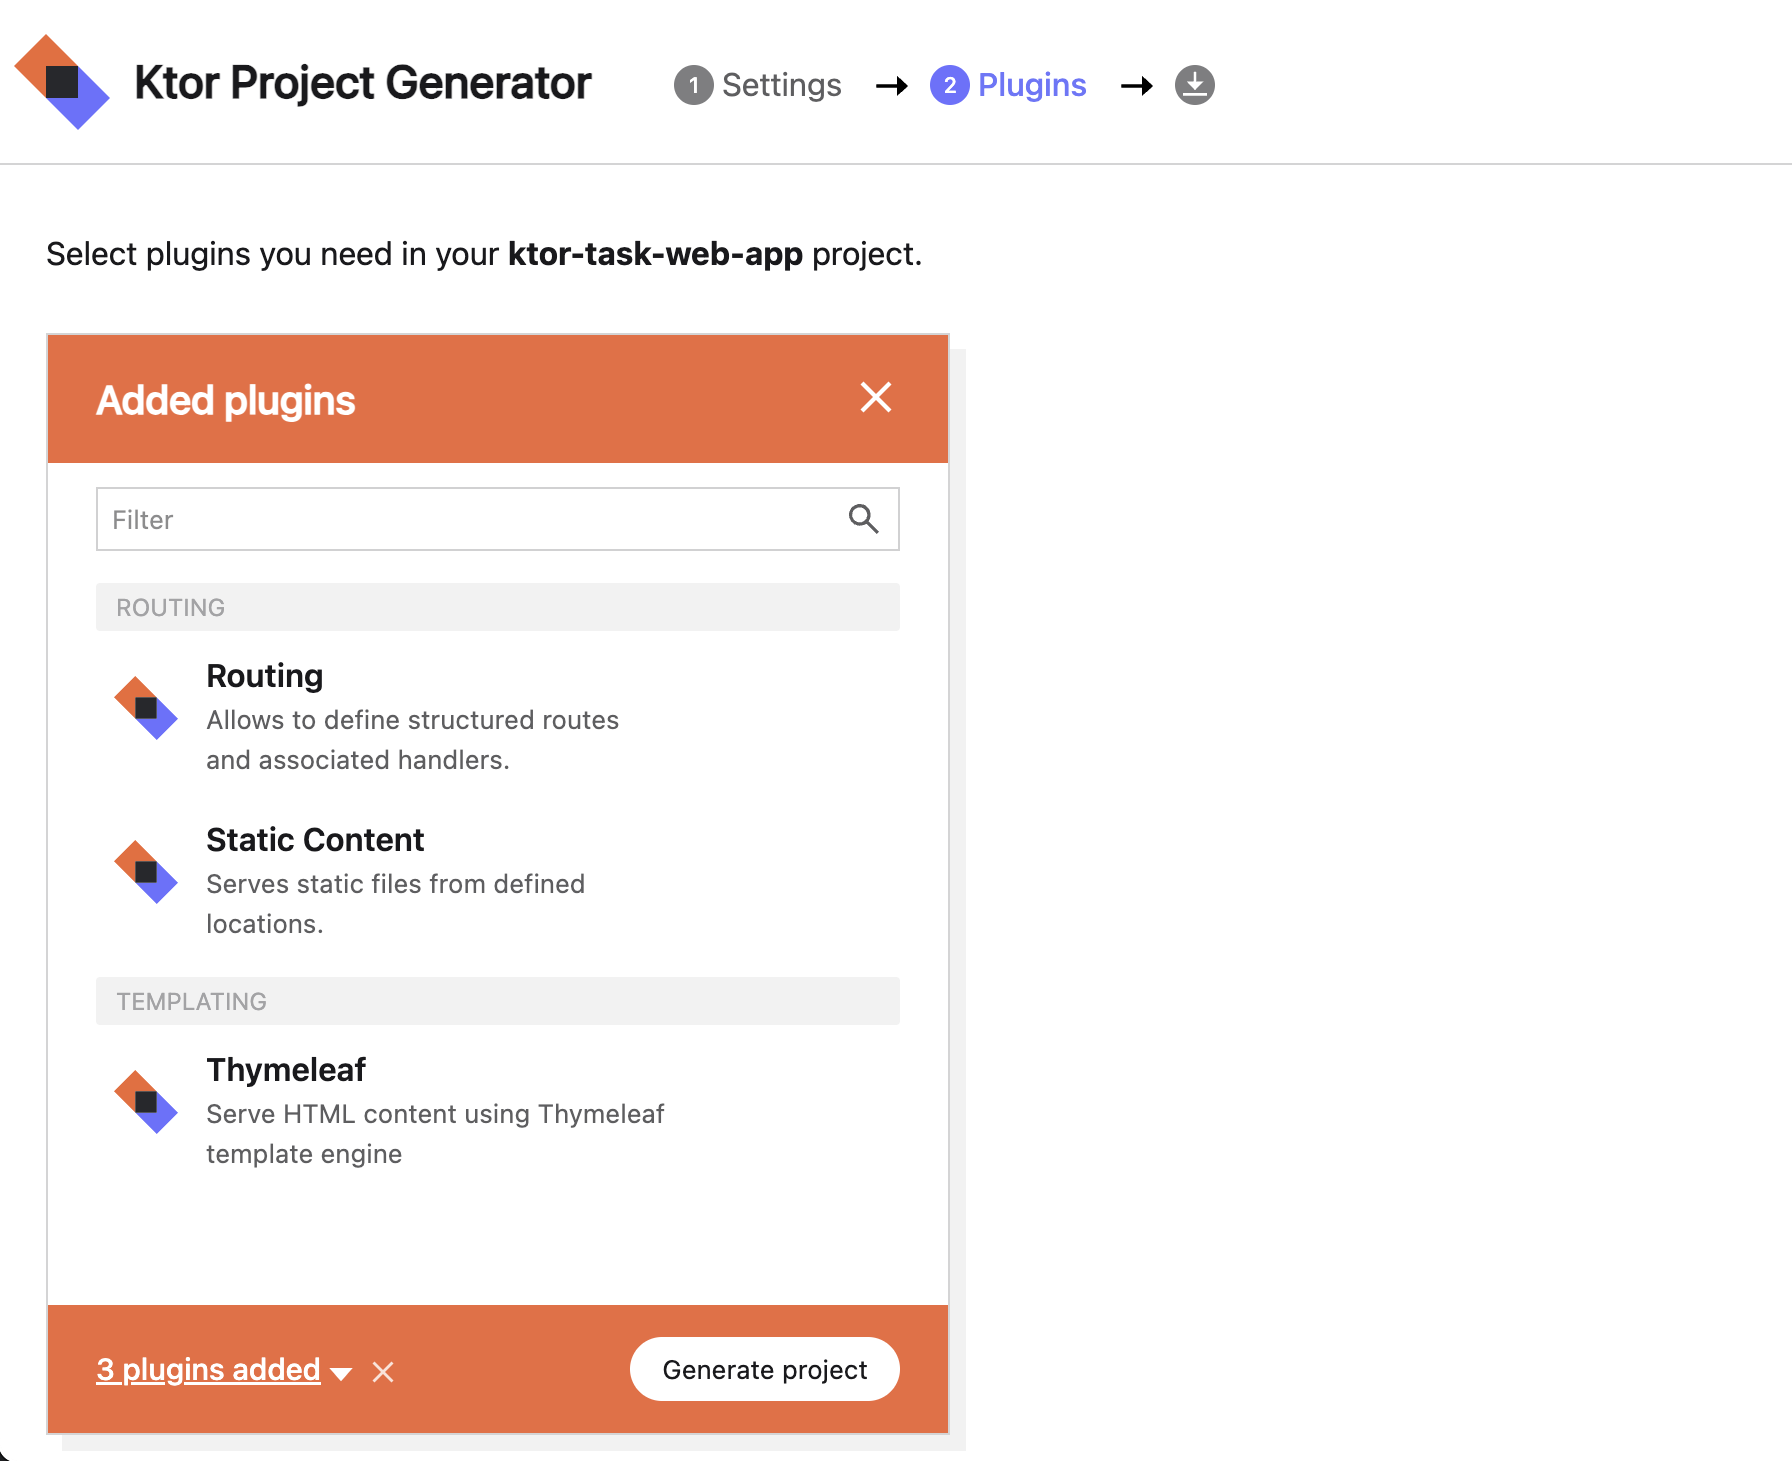 Ktor Project Generator
1 Settings → 2 Plugins →
Select plugins you need in your ktor-task-web-app project.
Added plugins
Filter
ROUTING
Routing
Allows to define structured routes
and associated handlers.
Static Content
Serves static files from defined
locations.
TEMPLATING
Thymeleaf
Serve HTML content using Thymeleaf
template engine
3 plugins added
Generate project